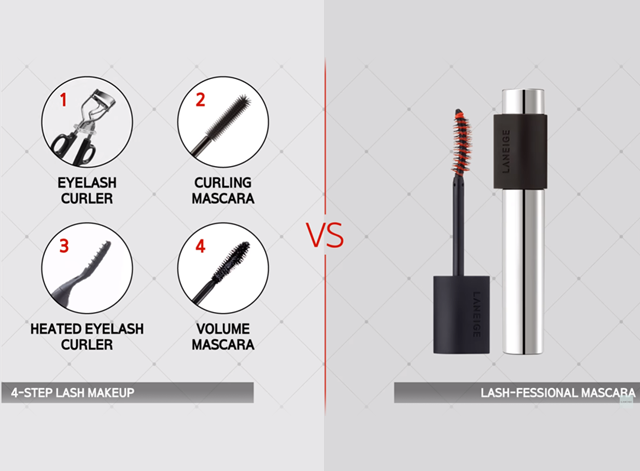 1
EYELASH
CURLER
2
CURLING
MASCARA
3
HEATED EYELASH
CURLER
4
VOLUME
MASCARA
4-STEP LASH MAKEUP
VS
LANEIGE
LANEIGE
LASH-FESSIONAL MASCARA